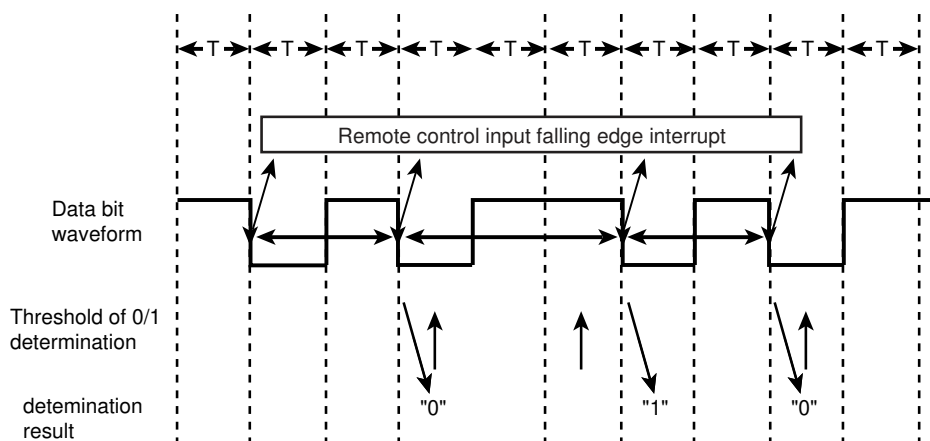 T T T T T T T T T T
Remote control input falling edge interrupt
Data bit
waveform
Threshold of 0/1
determination
detemination
result
"0" "1" "0"